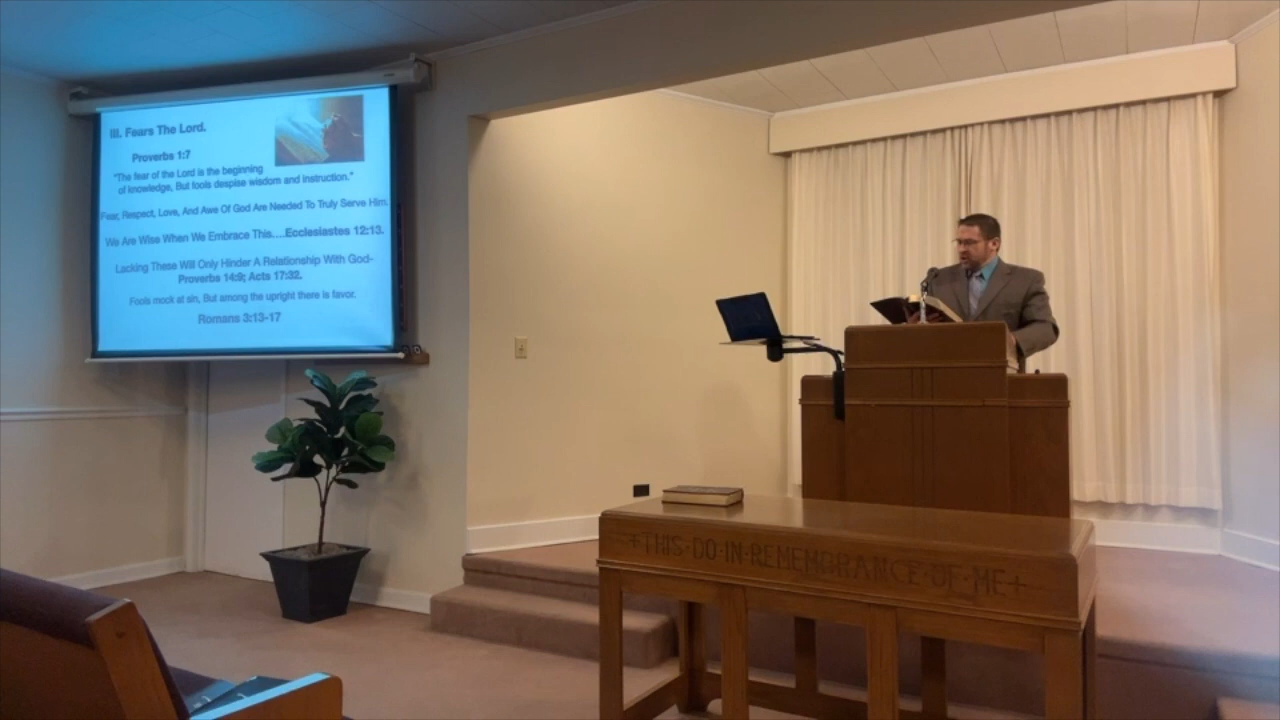 III. Fears The Lord.
Proverbs 1:7
"The fear of the Lord is the beginning
of knowledge, But fools despise wisdom and instruction."
Fear, Respect, Love, And Awe Of God Are Needed To Truly Serve Him.
We Are Wise When We Embrace This....Ecclesiastes 12:13.
Lacking These Will Only Hinder A Relationship With God-
Proverbs 14:9; Acts 17:32.
Fools mock at sin, But among the upright there is favor.
Romans 3:13-17
+THIS·DO·IN·REMEMBRANCE·OF·ME+